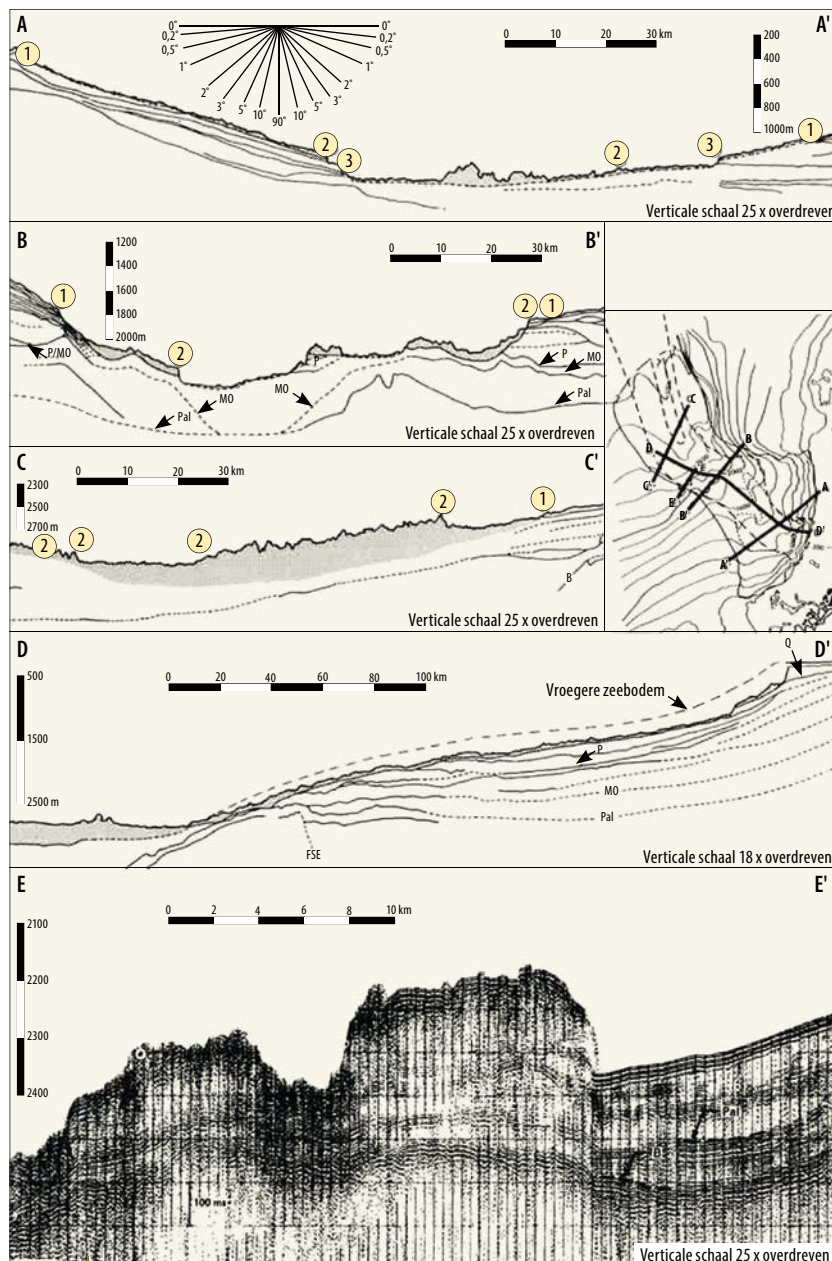 A
A'
0°
0,2°
0,5°
1°
2°
3°
5°
10°
90°
10°
5°
3°
2°
1°
0,5°
0,2°
0°
0 10 20 30 km
200
400
600
800
1000m
1
2
3
2
3
1
Verticale schaal 25 x overdreven
B
B'
1200
1400
1600
1800
2000m
0 10 20 30 km
1
2
2
1
P/MO
Pal
MO
MO
P
P
MO
Pal
Verticale schaal 25 x overdreven
C
D
B
C'
E'
B'
A
D'
A'
C
C'
0 10 20 30 km
2300
2500
2700 m
2
2
2
2
1
B
Verticale schaal 25 x overdreven
D
D'
Q
0 20 40 60 80 100 km
500
1500
2500 m
Vroegere zeebodem
P
MO
Pal
FSE
Verticale schaal 18 x overdreven
E
E'
0 2 4 6 8 10 km
2100
2200
2300
2400
Pal
100 ms
Verticale schaal 25 x overdreven